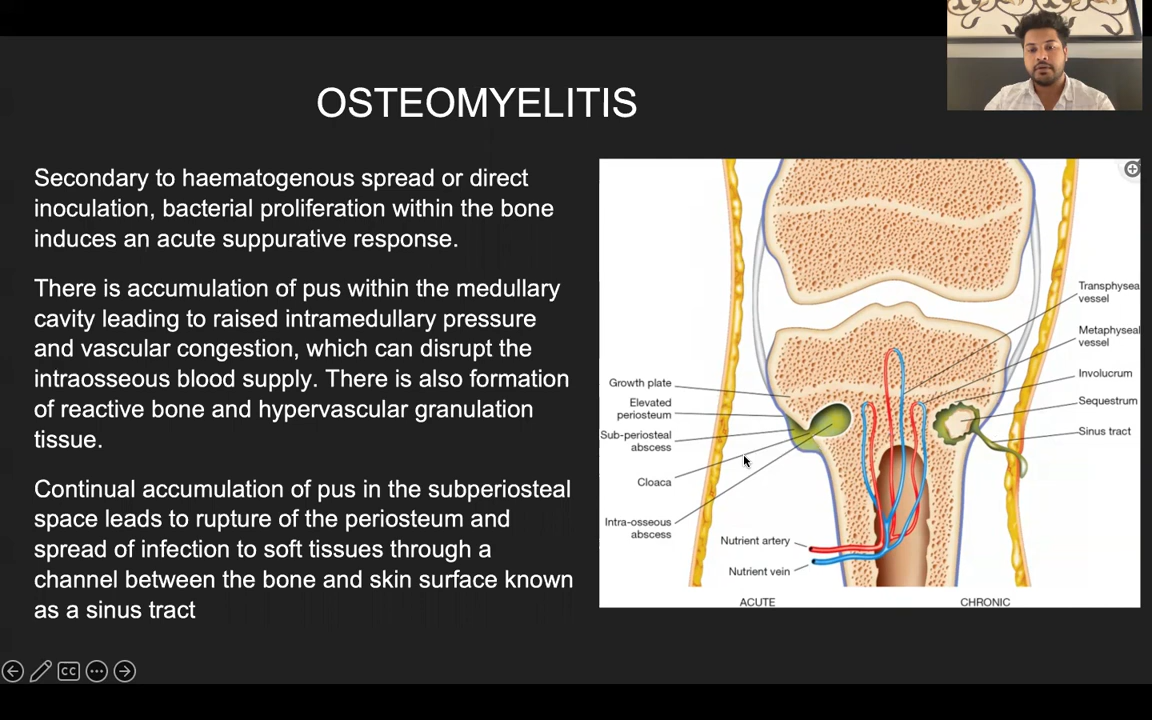 OSTEOMYELITIS
Secondary to haematogenous spread or direct
inoculation, bacterial proliferation within the bone
induces an acute suppurative response.
There is accumulation of pus within the medullary
cavity leading to raised intramedullary pressure
and vascular congestion, which can disrupt the
intraosseous blood supply. There is also formation
of reactive bone and hypervascular granulation
tissue.
Continual accumulation of pus in the subperiosteal
space leads to rupture of the periosteum and
spread of infection to soft tissues through a
channel between the bone and skin surface known
as a sinus tract
Growth plate
Elevated
periosteum
Sub-periosteal
abscess
Cloaca
Intra-osseous
abscess
Nutrient artery
Nutrient vein
Transphysea
vessel
Metaphyseal
vessel
Involucrum
Sequestrum
Sinus tract
ACUTE
CHRONIC
CC